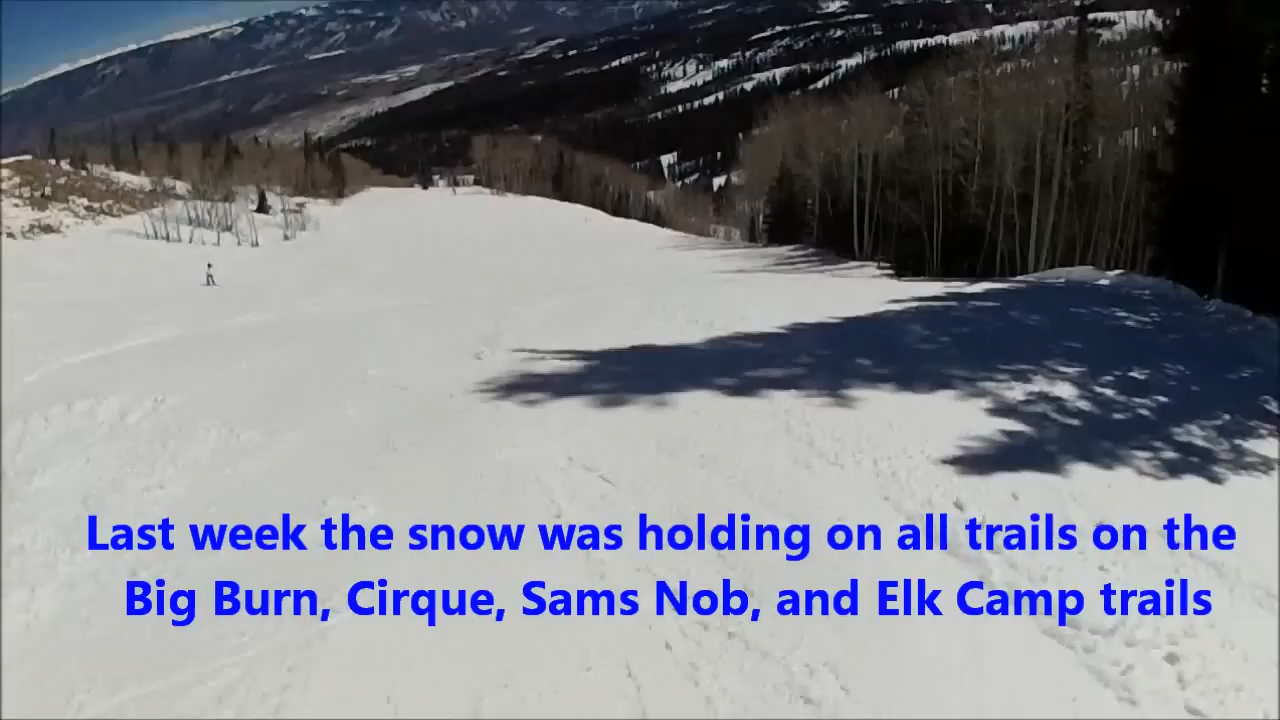 Last week the snow was holding on all trails on the
Big Burn, Cirque, Sams Nob, and Elk Camp trails